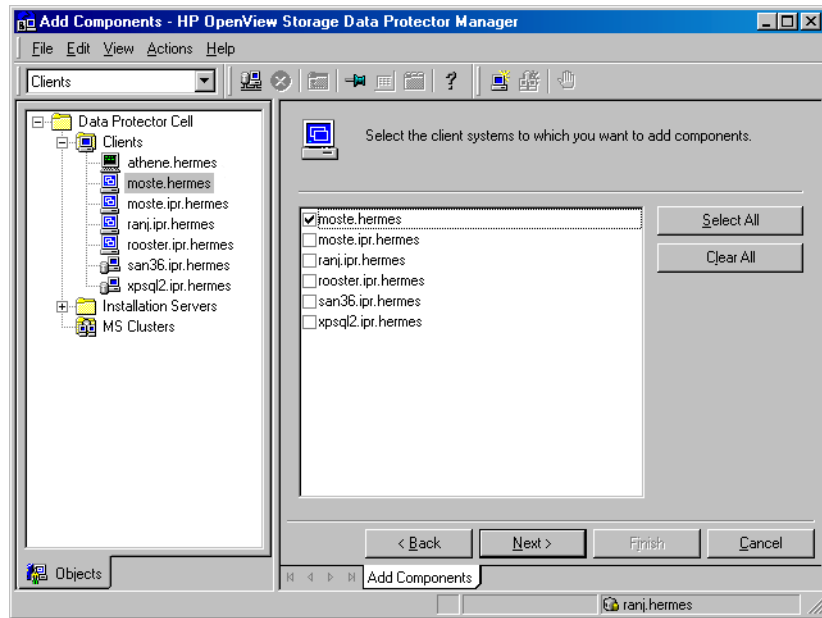 Add Components - HP OpenView Storage Data Protector Manager
File Edit View Actions Help
Clients
Data Protector Cell
Clients
athene.hermes
moste.hermes
moste.ipr.hermes
ranj.ipr.hermes
rooster.ipr.hermes
san36.ipr.hermes
xpsql2.ipr.hermes
Installation Servers
MS Clusters
Objects
Select the client systems to which you want to add components.
moste.hermes
moste.ipr.hermes
ranj.ipr.hermes
rooster.ipr.hermes
san36.ipr.hermes
xpsql2.ipr.hermes
Select All
Clear All
< Back Next > Finish Cancel
Add Components
ranj.hermes